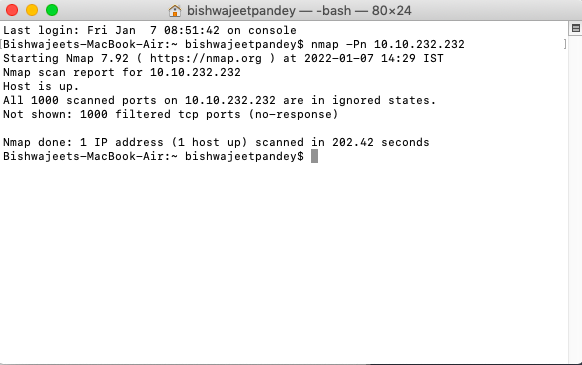 bishwajeetpandey — -bash — 80×24
Last login: Fri Jan  7 08:51:42 on console
[Bishwajeets-MacBook-Air:~ bishwajeetpandey$ nmap -Pn 10.10.232.232 ]
Starting Nmap 7.92 ( https://nmap.org ) at 2022-01-07 14:29 IST
Nmap scan report for 10.10.232.232
Host is up.
All 1000 scanned ports on 10.10.232.232 are in ignored states.
Not shown: 1000 filtered tcp ports (no-response)

Nmap done: 1 IP address (1 host up) scanned in 202.42 seconds
Bishwajeets-MacBook-Air:~ bishwajeetpandey$